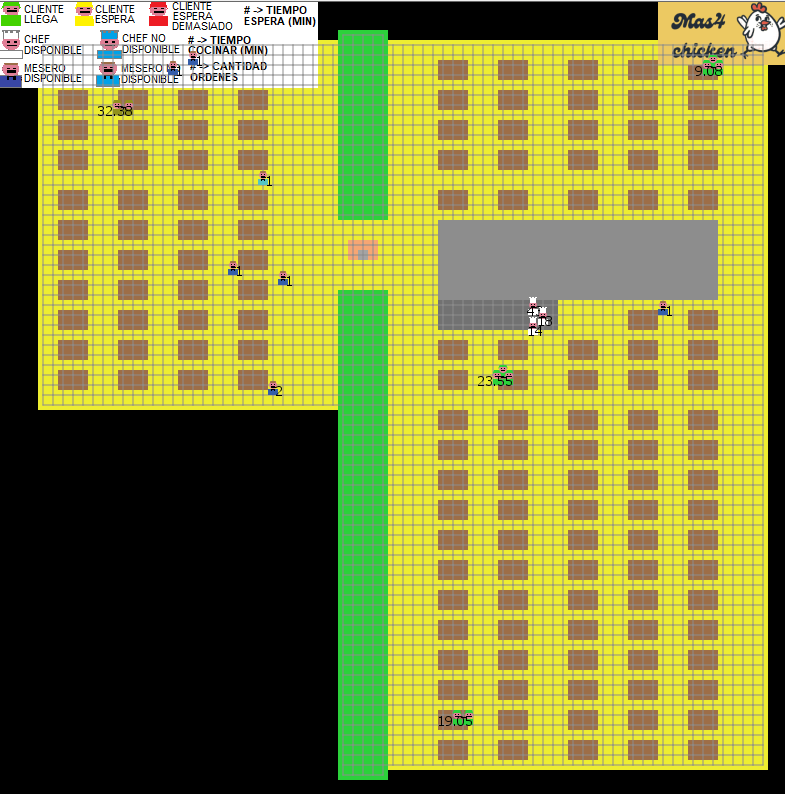 CLIENTE
LLEGA
CLIENTE
ESPERA
CLIENTE
ESPERA
DEMASIADO
# -> TIEMPO
ESPERA (MIN)
CHEF
DISPONIBLE
CHEF NO
DISPONIBLE
# -> TIEMPO
COCINAR (MIN)
MESERO
DISPONIBLE
MESERO
DISPONIBLE
# -> CANTIDAD
ORDENES
Mas4
chicken
9.08
1
1
32.38
1
1
1
1
14
23.55
2
19.05